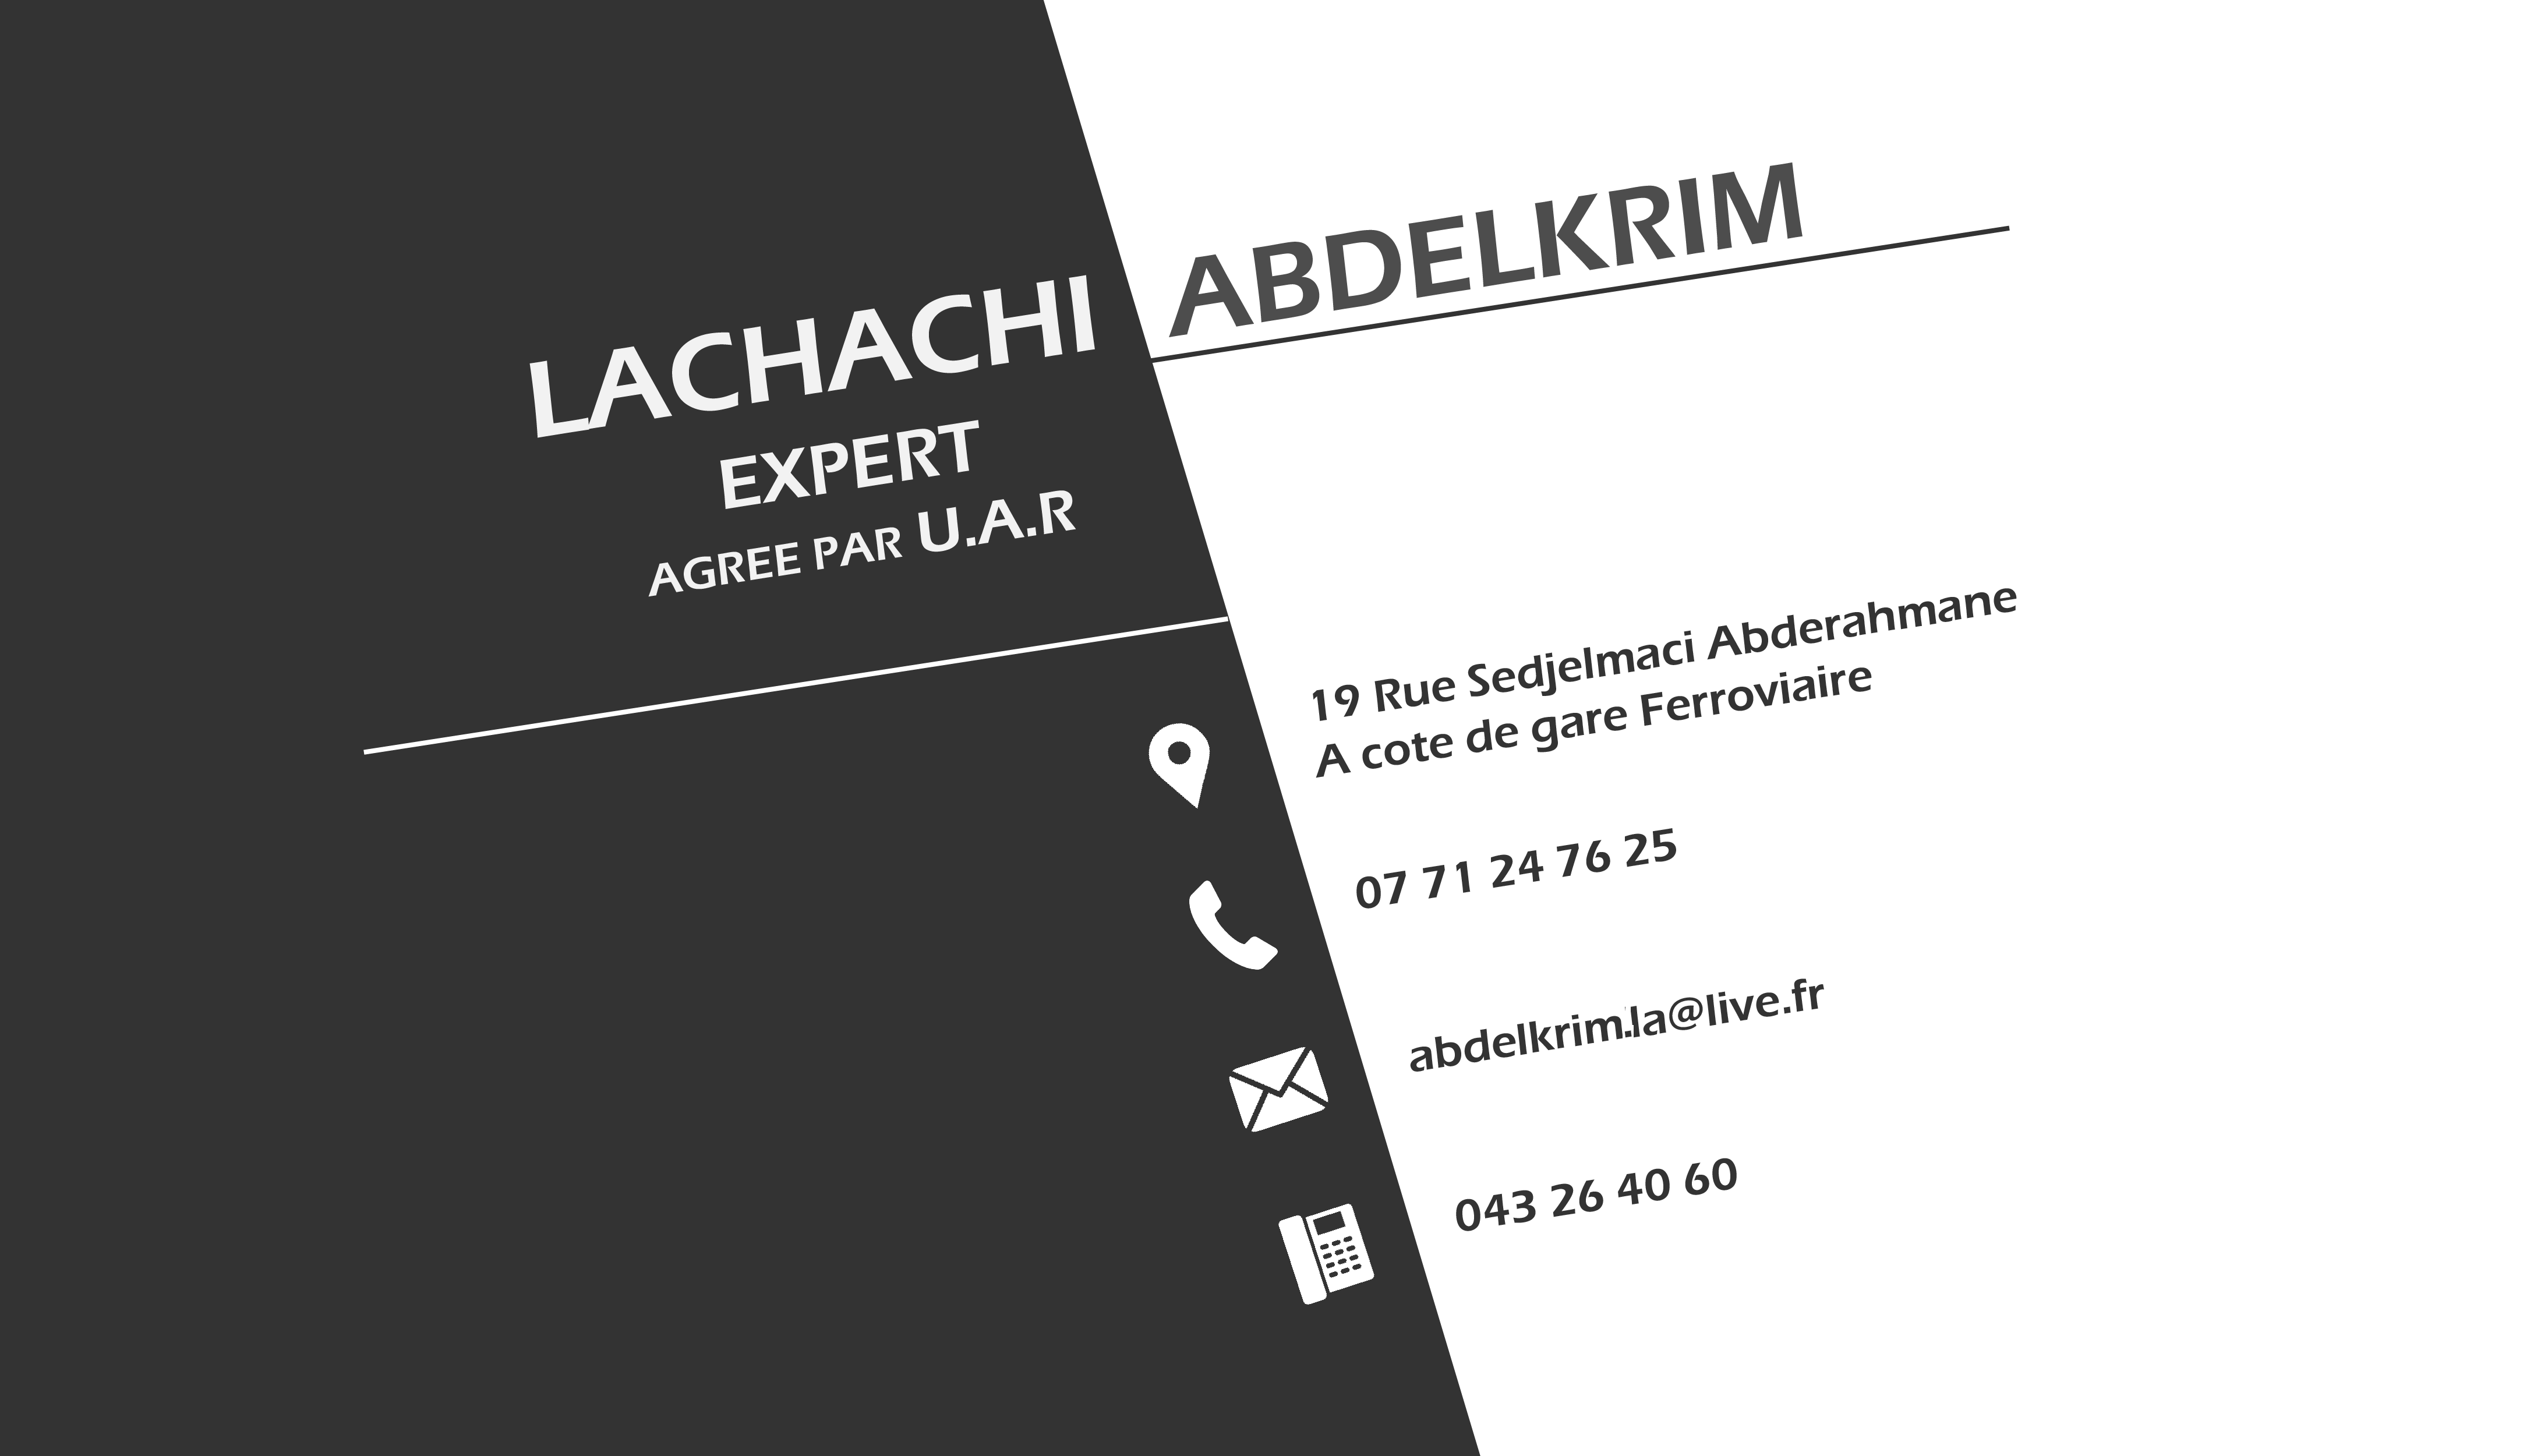 LACHACHI
ABDELKRIM
EXPERT
AGREE PAR U.A.R
19 Rue Sedjelmaci Abderahmane
A cote de gare Ferroviaire
07 71 24 76 25
abdelkrim.la@live.fr
043 26 40 60